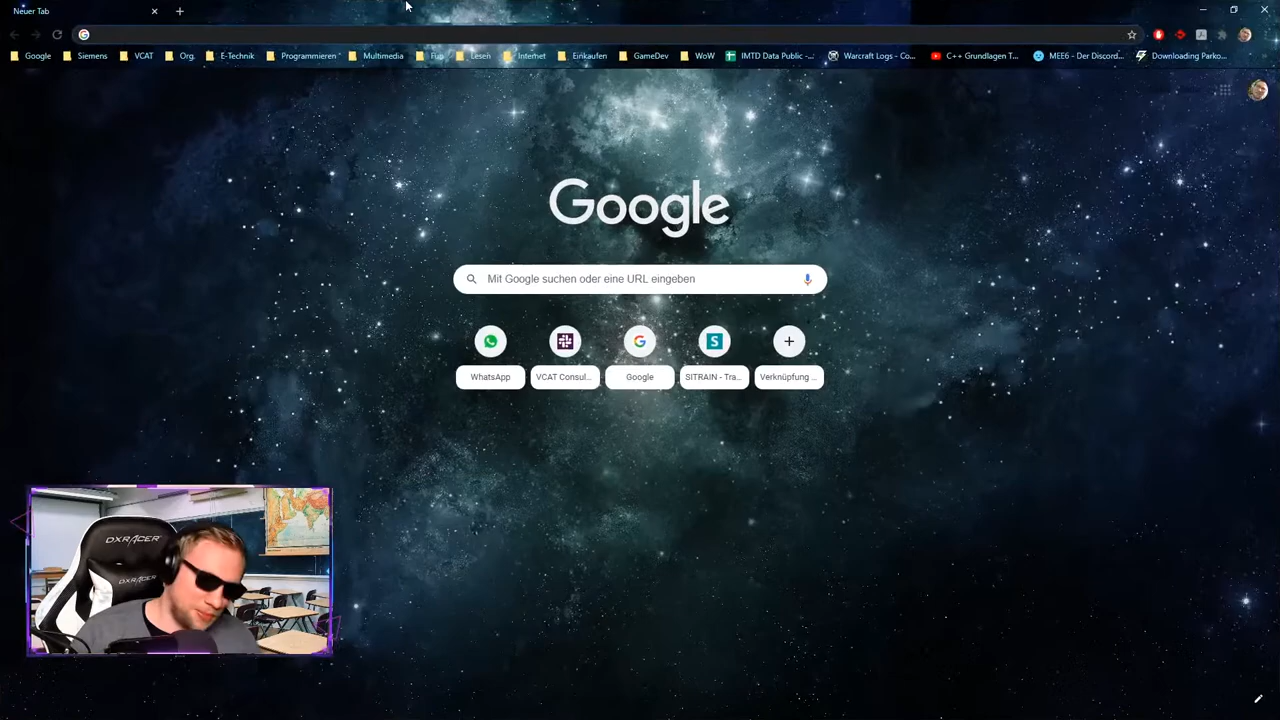 Neuer Tab
Google Siemens VCAT Org. E-Technik Programmieren Multimedia Fun Lesen Internet Einkaufen GameDev WoW IMTD Data Public -... Warcraft Logs - Co... C++ Grundlagen T... MEE6 - Der Discord... Downloading Parko...
Google
Mit Google suchen oder eine URL eingeben
WhatsApp VCAT Consul... Google SITRAIN - Tra... Verknüpfung ...
DXRACER
DXRACER